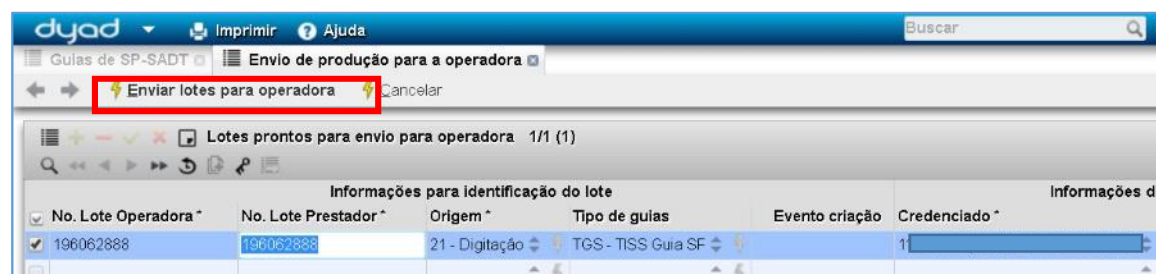 dyad Imprimir Ajuda Buscar
Guias de SP-SADT Envio de produção para a operadora
Enviar lotes para operadora Cancelar
Lotes prontos para envio para operadora 1/1 (1)
Informações para identificação do lote Informações d
No. Lote Operadora* No. Lote Prestador* Origem* Tipo de guias Evento criação Credenciado*
196062888 196062888 21 - Digitação TGS - TISS Guia SF